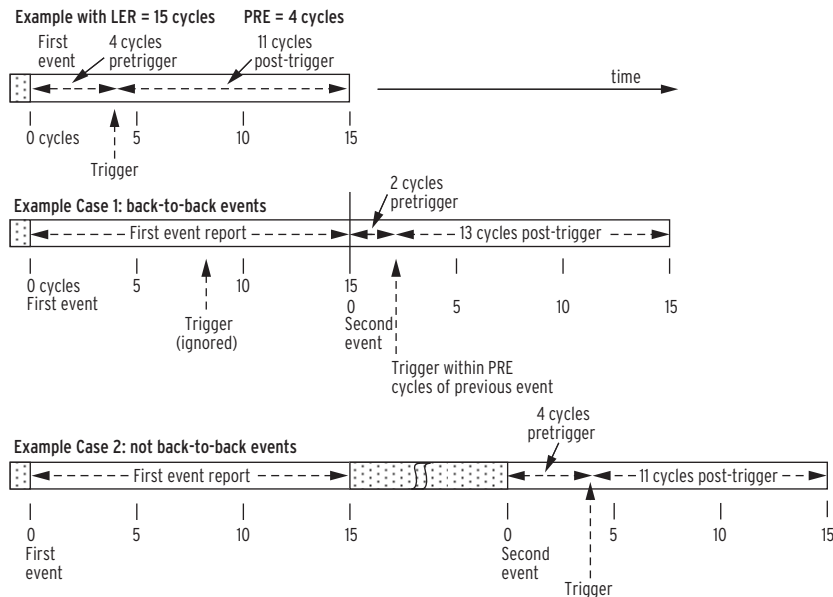 Example with LER = 15 cycles PRE = 4 cycles
First event
4 cycles pretrigger
11 cycles post-trigger
time
0 cycles 5 10 15
Trigger
Example Case 1: back-to-back events
2 cycles pretrigger
First event report
13 cycles post-trigger
0 cycles 5 10 15
First event
0 5 10 15
Second event
Trigger (ignored)
Trigger within PRE cycles of previous event
Example Case 2: not back-to-back events
4 cycles pretrigger
First event report
11 cycles post-trigger
0 5 10 15
First event
0 5 10 15
Second event
Trigger